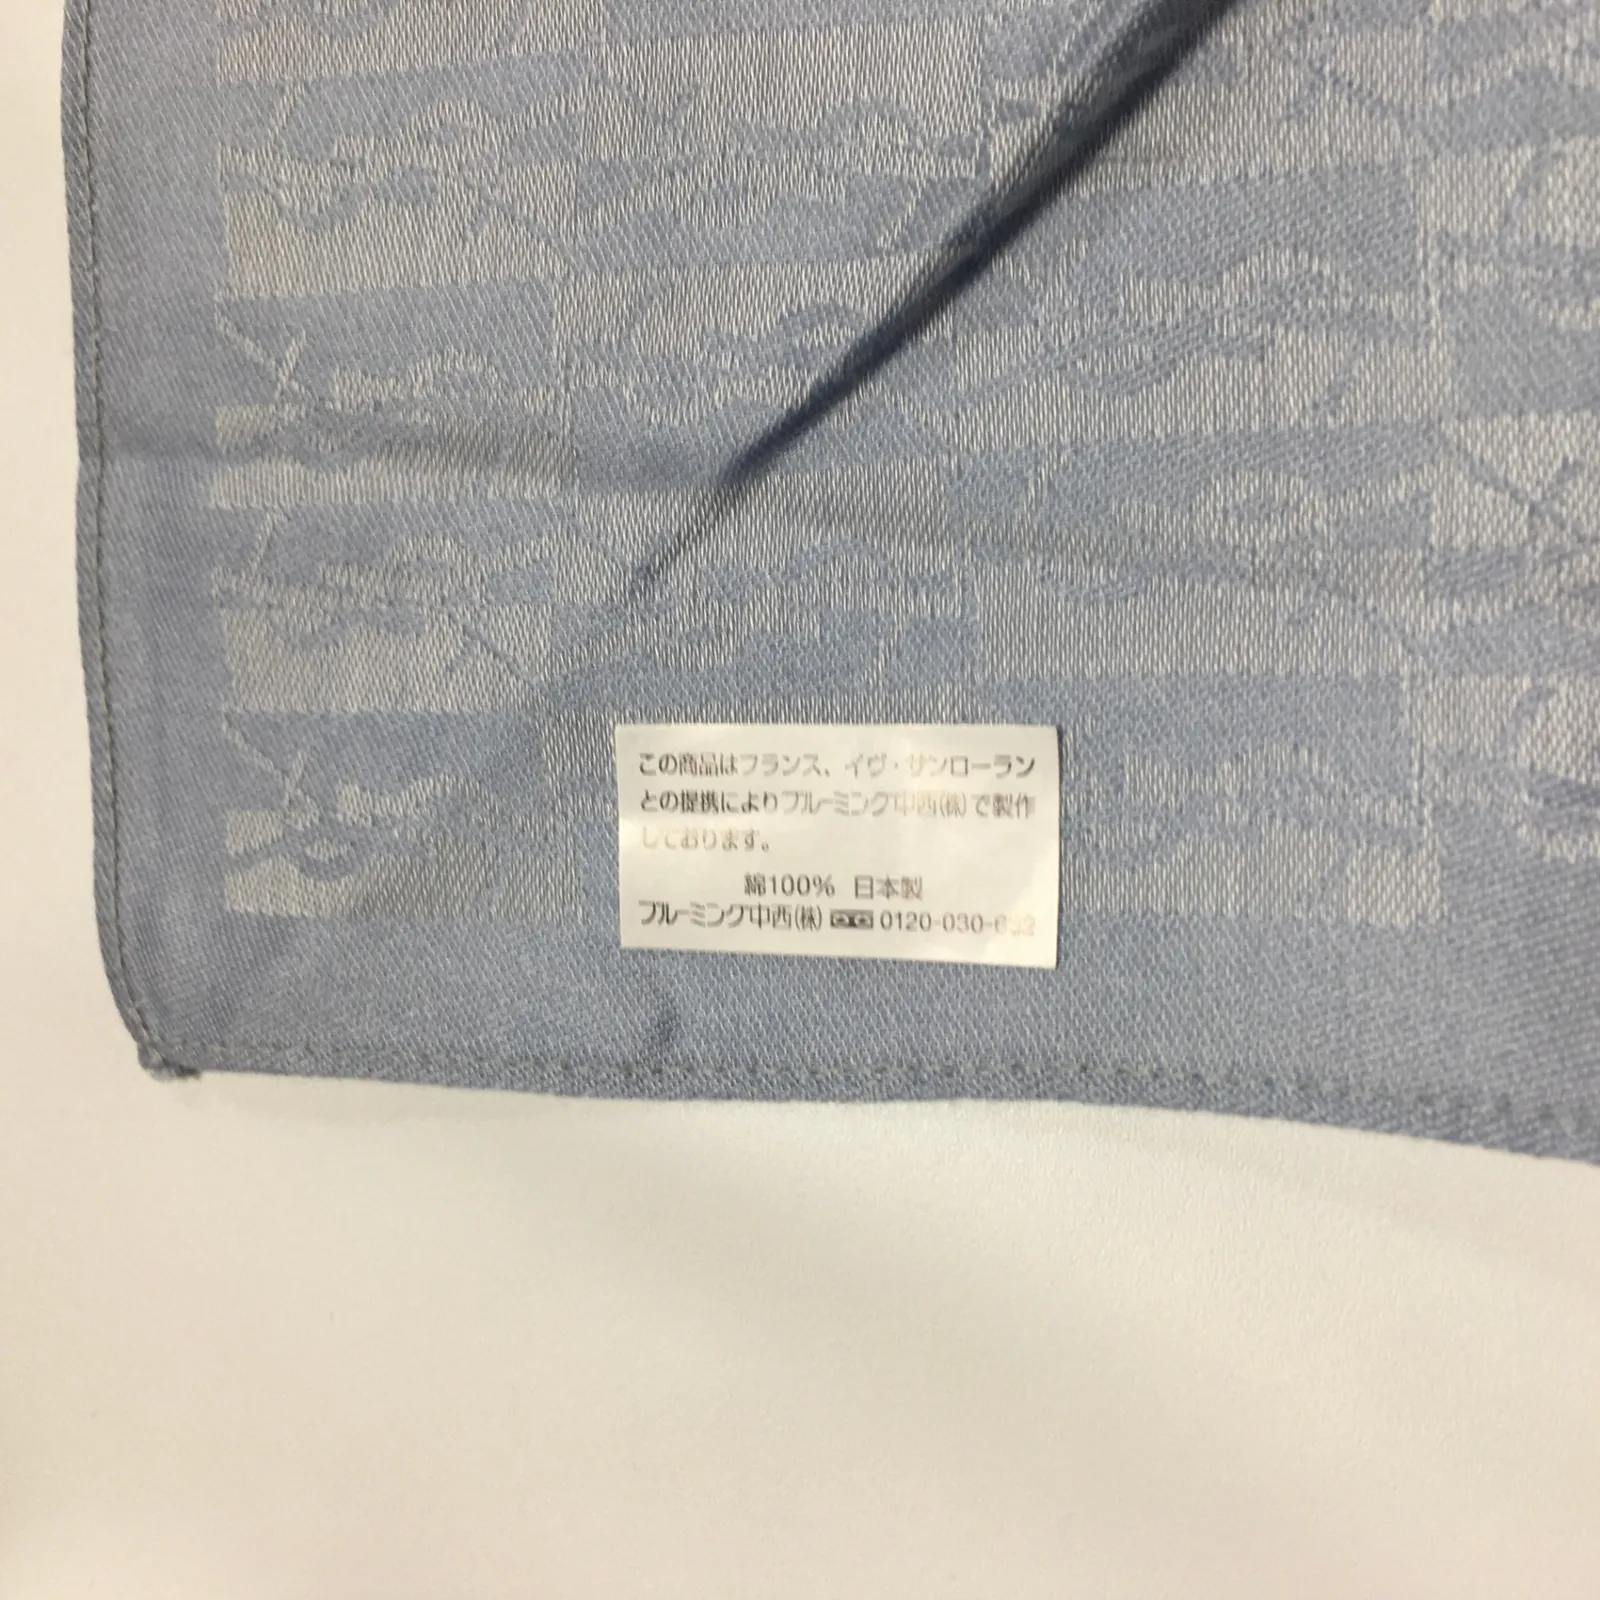 この商品はフランス、イヴ・サンローラン
との提携によりブルーミング中西(株)で製作
しております。
綿100% 日本製
ブルーミング中西(株) 0120-030-